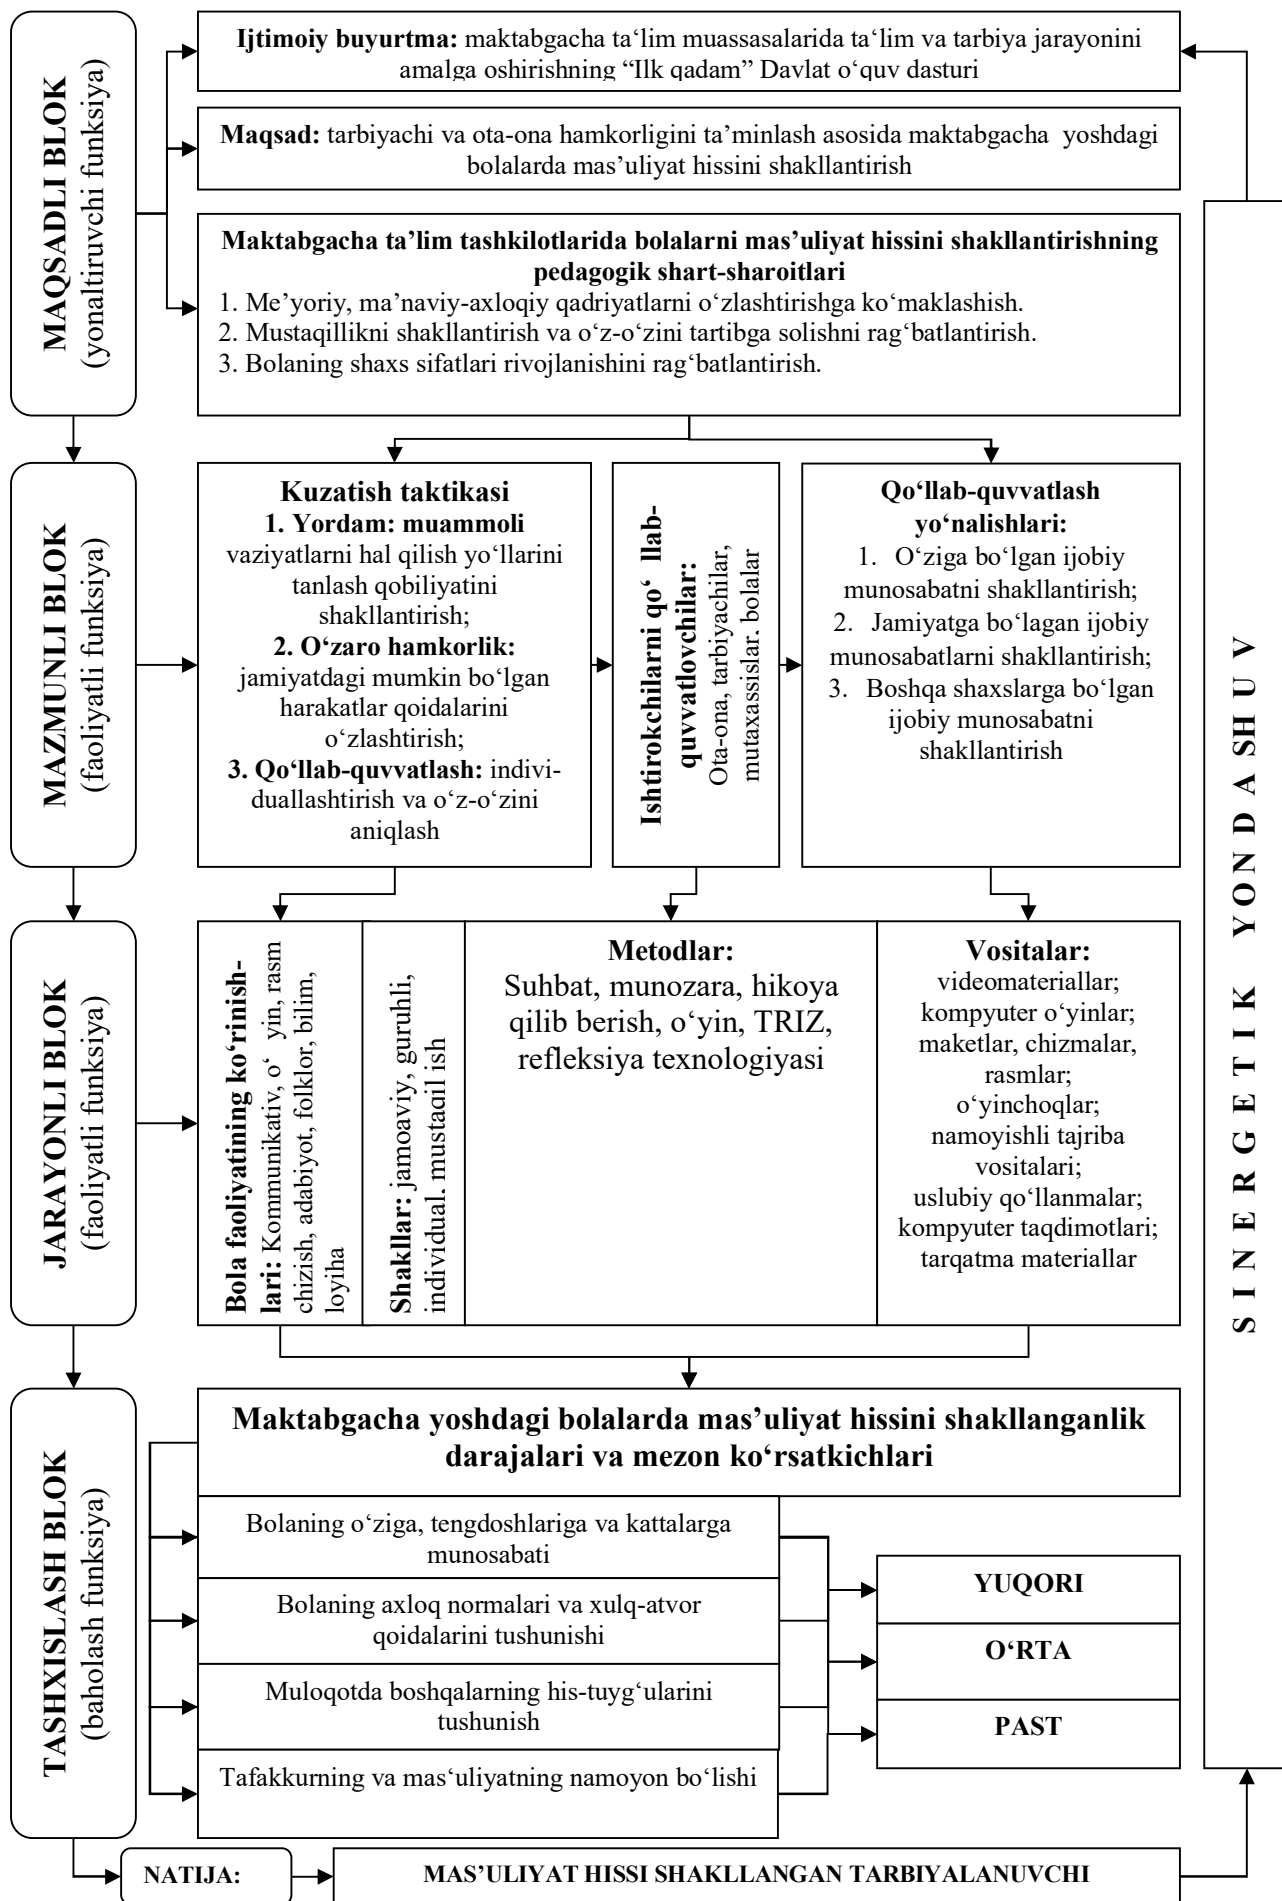 MAQSADLI BLOK
(yonaltiruvchi funksiya)
Ijtimoiy buyurtma: maktabgacha ta‘lim muassasalarida ta‘lim va tarbiya jarayonini
amalga oshirishning “Ilk qadam” Davlat o‘quv dasturi
Maqsad: tarbiyachi va ota-ona hamkorligini ta’minlash asosida maktabgacha yoshdagi
bolalarda mas’uliyat hissini shakllantirish
Maktabgacha ta’lim tashkilotlarida bolalarni mas’uliyat hissini shakllantirishning
pedagogik shart-sharoitlari
1. Me’yoriy, ma’naviy-axloqiy qadriyatlarni o‘zlashtirishga ko‘maklashish.
2. Mustaqillikni shakllantirish va o‘z-o‘zini tartibga solishni rag‘batlantirish.
3. Bolaning shaxs sifatlari rivojlanishini rag‘batlantirish.
MAZMUNLI BLOK
(faoliyatli funksiya)
Kuzatish taktikasi
1. Yordam: muammoli
vaziyatlarni hal qilish yo‘llarini
tanlash qobiliyatini
shakllantirish;
2. O‘zaro hamkorlik:
jamiyatdagi mumkin bo‘lgan
harakatlar qoidalarini
o‘zlashtirish;
3. Qo‘llab-quvvatlash: indivi-
duallashtirish va o‘z-o‘zini
aniqlash
Ishtirokchilarni qo‘ llab-
quvvatlovchilar:
Ota-ona, tarbiyachilar,
mutaxassislar, bolalar
Qo‘llab-quvvatlash
yo‘nalishlari:
1. O‘ziga bo‘lgan ijobiy
munosabatni shakllantirish;
2. Jamiyatga bo‘lagan ijobiy
munosabatlarni shakllantirish;
3. Boshqa shaxslarga bo‘lgan
ijobiy munosabatni
shakllantirish
JARAYONLI BLOK
(faoliyatli funksiya)
Bola faoliyatining ko‘rinish-
lari: Kommunikativ, o‘ yin, rasm
chizish, adabiyot, folklor, bilim,
loyiha
Shakllar: jamoaviy, guruhli,
individual, mustaqil ish
Metodlar:
Suhbat, munozara, hikoya
qilib berish, o‘yin, TRIZ,
refleksiya texnologiyasi
Vositalar:
videomateriallar;
kompyuter o‘yinlar;
maketlar, chizmalar,
rasmlar;
o‘yinchoqlar;
namoyishli tajriba
vositalari;
uslubiy qo‘llanmalar;
kompyuter taqdimotlari;
tarqatma materiallar
TASHXISLASH BLOK
(baholash funksiya)
Maktabgacha yoshdagi bolalarda mas’uliyat hissini shakllanganlik
darajalari va mezon ko‘rsatkichlari
Bolaning o‘ziga, tengdoshlariga va kattalarga
munosabati
Bolaning axloq normalari va xulq-atvor
qoidalarini tushunishi
Muloqotda boshqalarning his-tuyg‘ularini
tushunish
Tafakkurning va mas‘uliyatning namoyon bo‘lishi
YUQORI
O‘RTA
PAST
NATIJA:
MAS’ULIYAT HISSI SHAKLLANGAN TARBIYALANUVCHI
SINERGETIK YONDASHUV